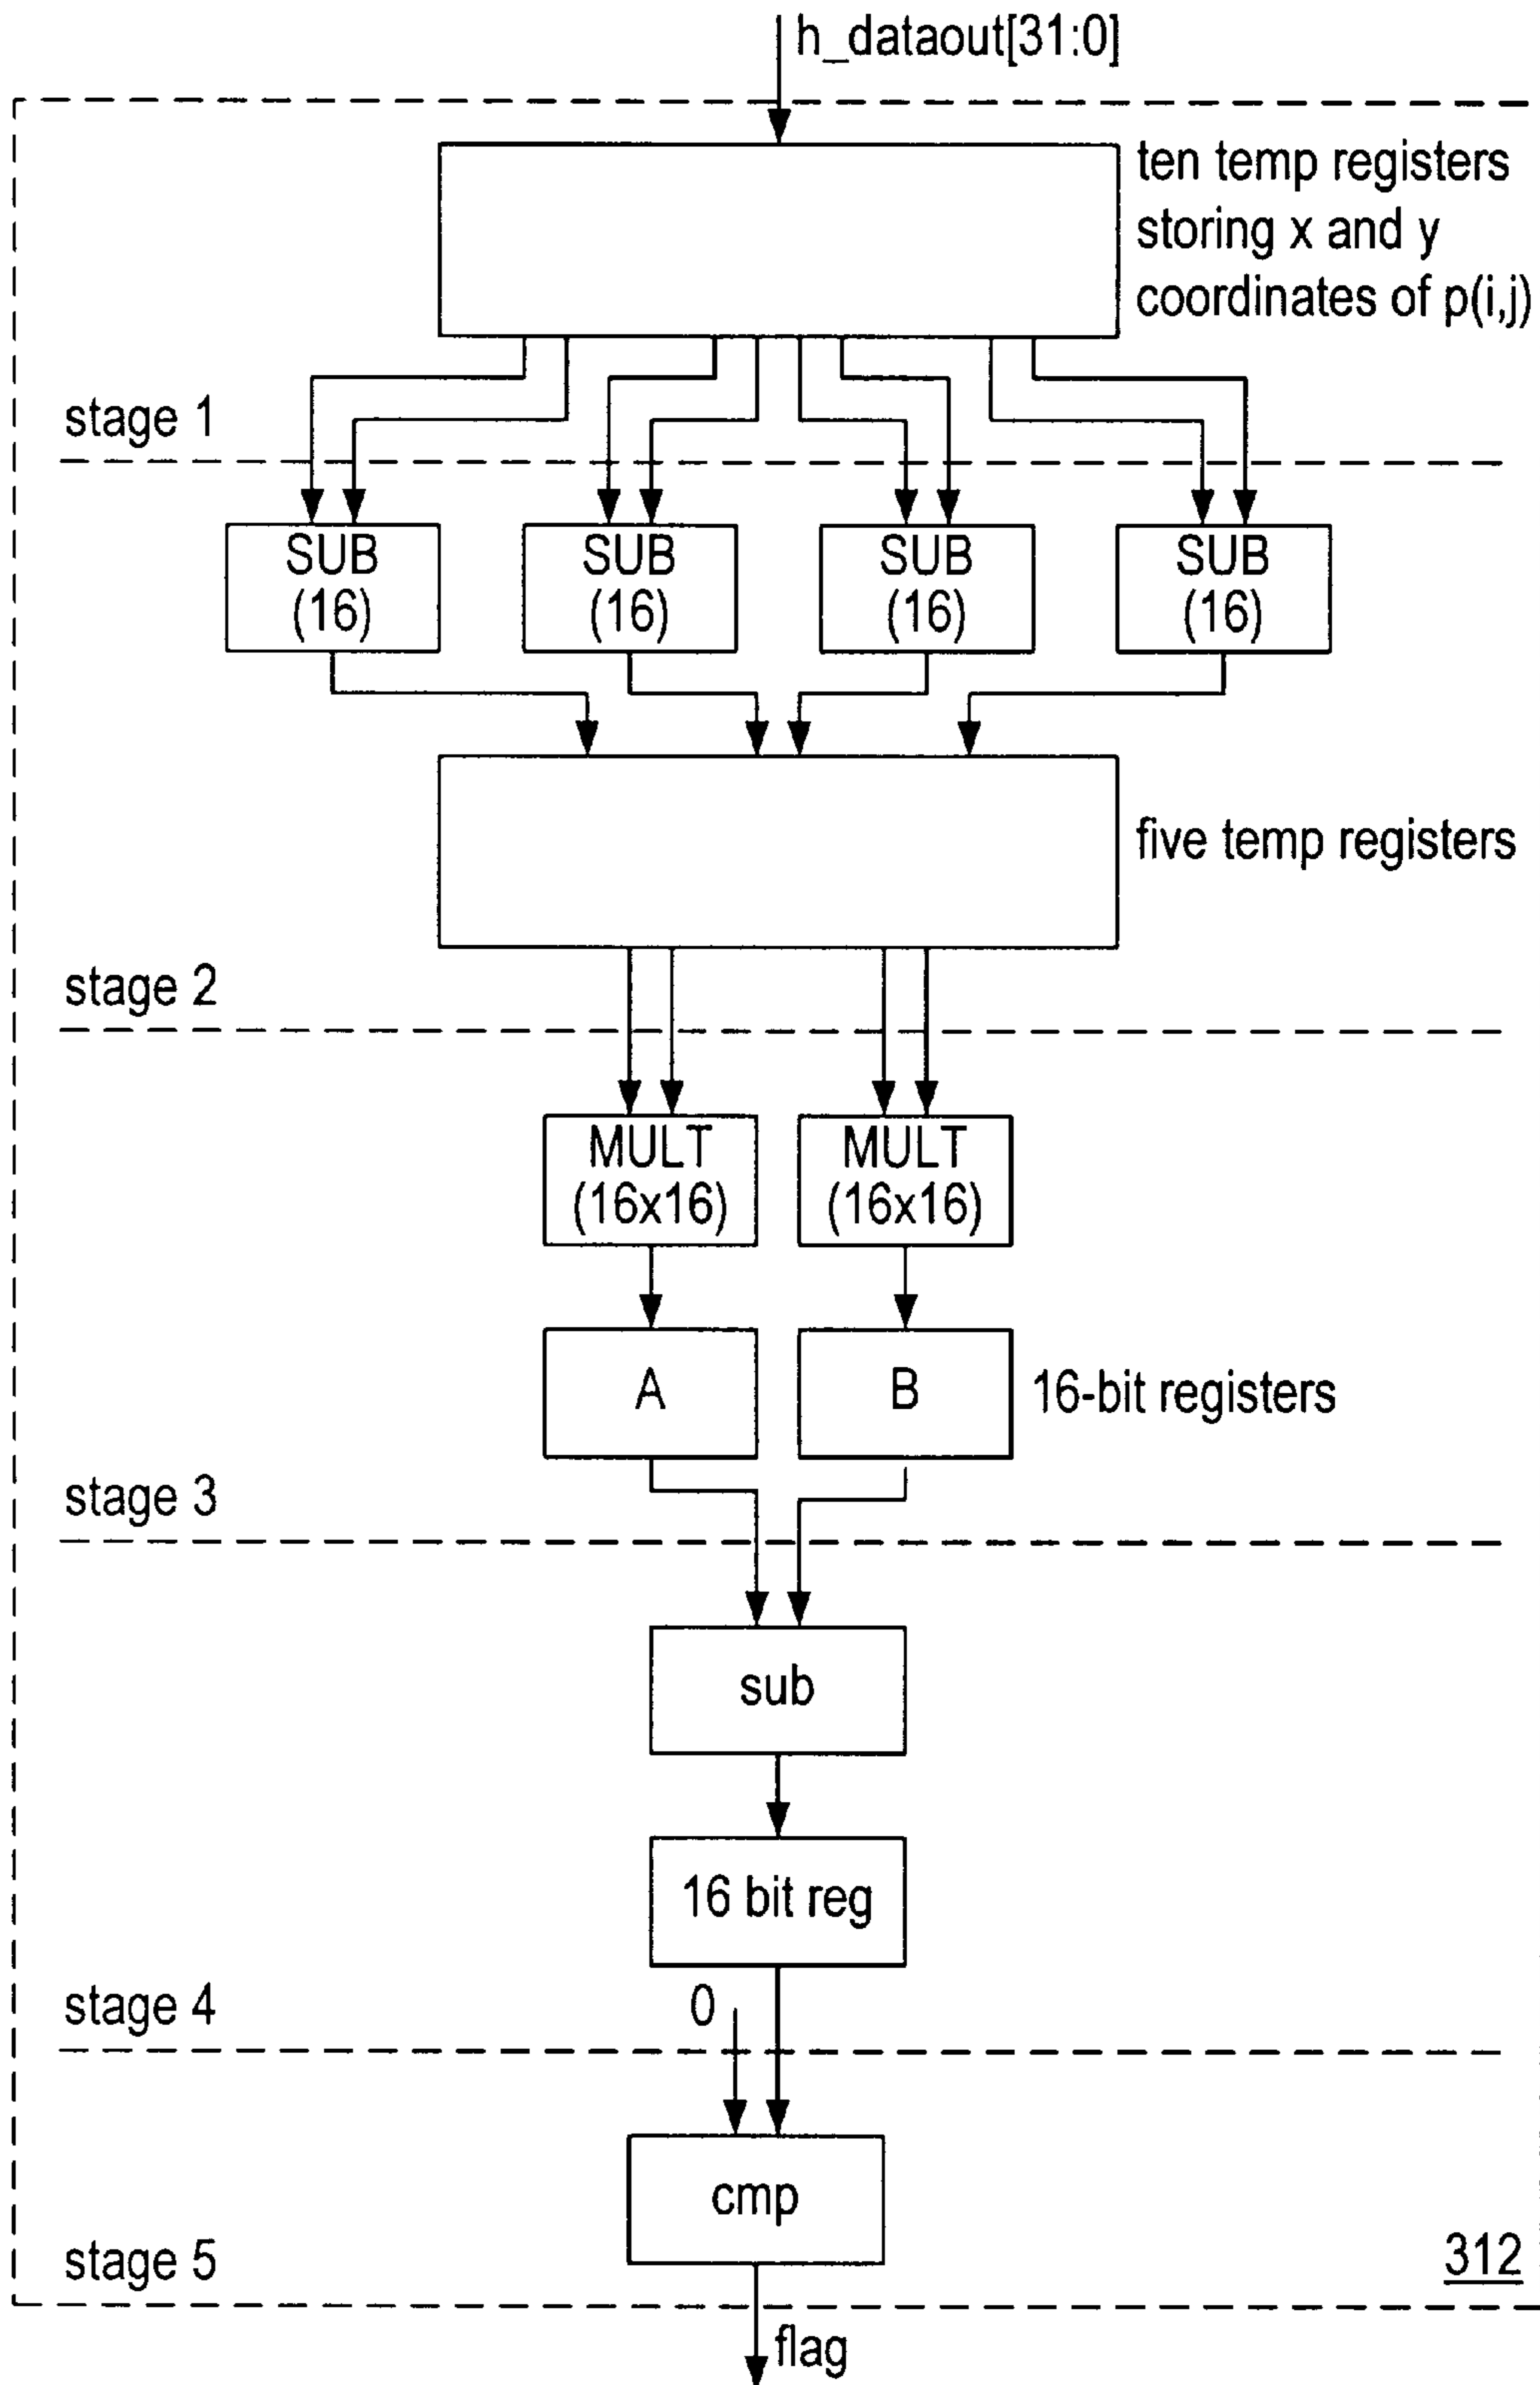 h_dataout[31:0]
ten temp registers
storing x and y
coordinates of p(i,j)
stage 1
SUB
(16)
SUB
(16)
SUB
(16)
SUB
(16)
five temp registers
stage 2
MULT
(16x16)
MULT
(16x16)
A
B
16-bit registers
stage 3
sub
16 bit reg
stage 4
0
cmp
stage 5
312
flag